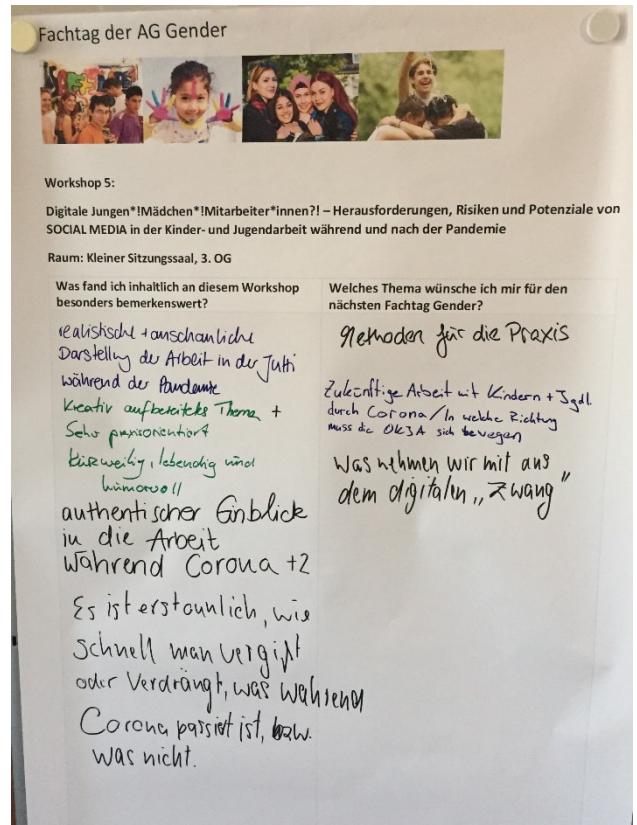 Fachtag der AG Gender
Workshop 5:
Digitale Jungen*!Mädchen*!Mitarbeiter*innen?! – Herausforderungen, Risiken und Potenziale von
SOCIAL MEDIA in der Kinder- und Jugendarbeit während und nach der Pandemie
Raum: Kleiner Sitzungssaal, 3. OG
Was fand ich inhaltlich an diesem Workshop
besonders bemerkenswert?
realistische + anschauliche
Darstellung der Arbeit in der Jutti
während der Pandemie
Kreativ aufbereitetes Thema +
Sehr praxisorientiert
Kurzweilig, lebendig und
humorvoll
authentischer Einblick
in die Arbeit
während Corona +2
Es ist erstaunlich, wie
schnell man vergißt
oder verdrängt, was während
Corona passiert ist, bzw.
was nicht.
Welches Thema wünsche ich mir für den
nächsten Fachtag Gender?
Methoden für die Praxis
Zukünftige Arbeit mit Kindern + Jgdl.
durch Corona / In welche Richtung
muss die OKJA sich bewegen
Was nehmen wir mit aus
dem digitalen „Zwang"